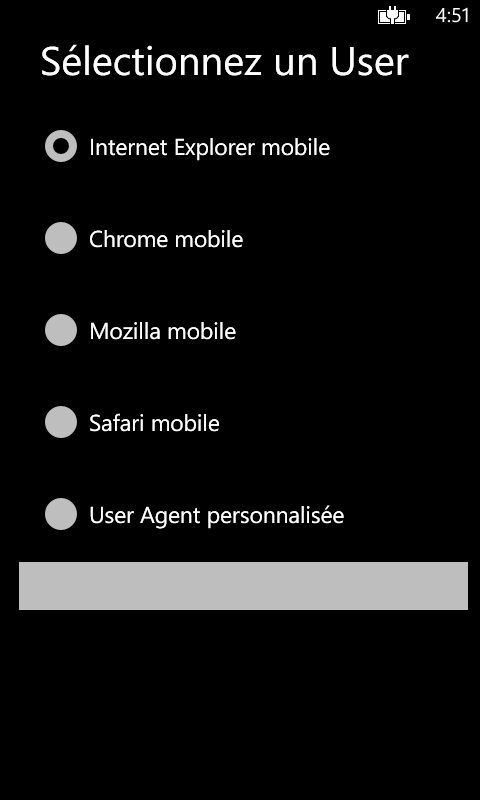 4:51
Sélectionnez un User
Internet Explorer mobile
Chrome mobile
Mozilla mobile
Safari mobile
User Agent personnalisée